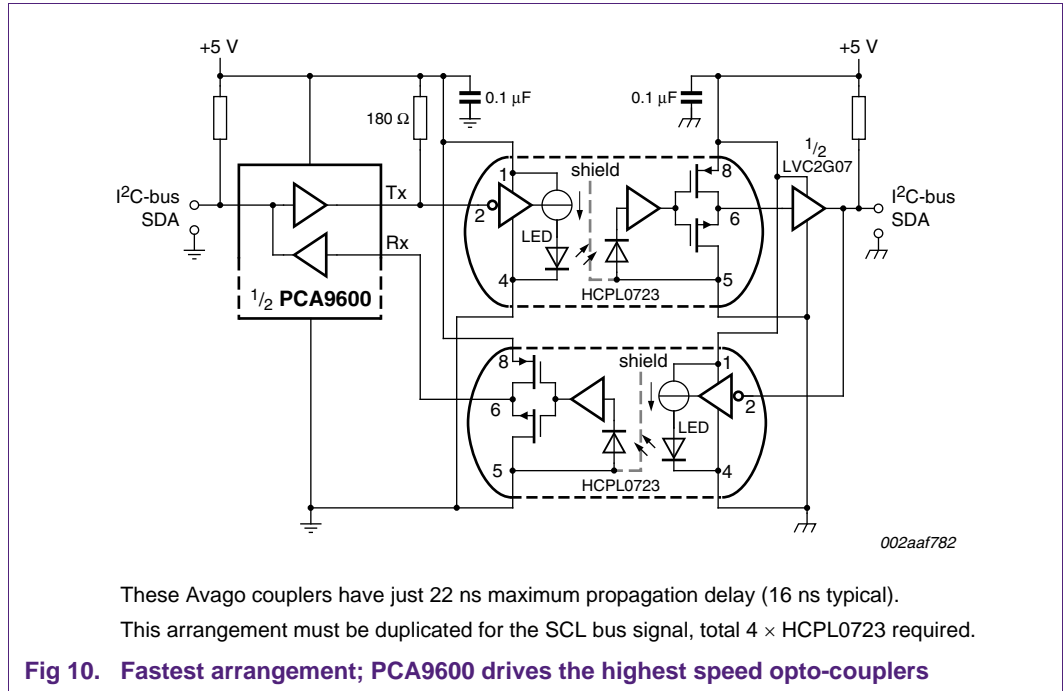 +5 V
+5 V
0.1 μF
0.1 μF
180 Ω
1/2
LVC2G07
shield
1
8
I²C-bus
SDA
Tx
2
6
I²C-bus
SDA
LED
Rx
4
5
HCPL0723
1/2 PCA9600
shield
8
1
6
2
LED
5
4
HCPL0723
002aaf782
These Avago couplers have just 22 ns maximum propagation delay (16 ns typical).
This arrangement must be duplicated for the SCL bus signal, total 4 × HCPL0723 required.
Fig 10. Fastest arrangement; PCA9600 drives the highest speed opto-couplers